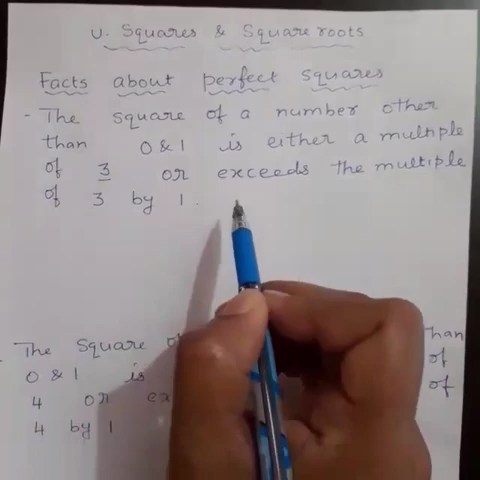 U. Squares & Square roots
Facts about perfect squares
- The square of a number other
than 0 & 1 is either a multiple
of 3 or exceeds the multiple
of 3 by 1.
- The Square than
0 & 1 is of
4 or of
4 by 1